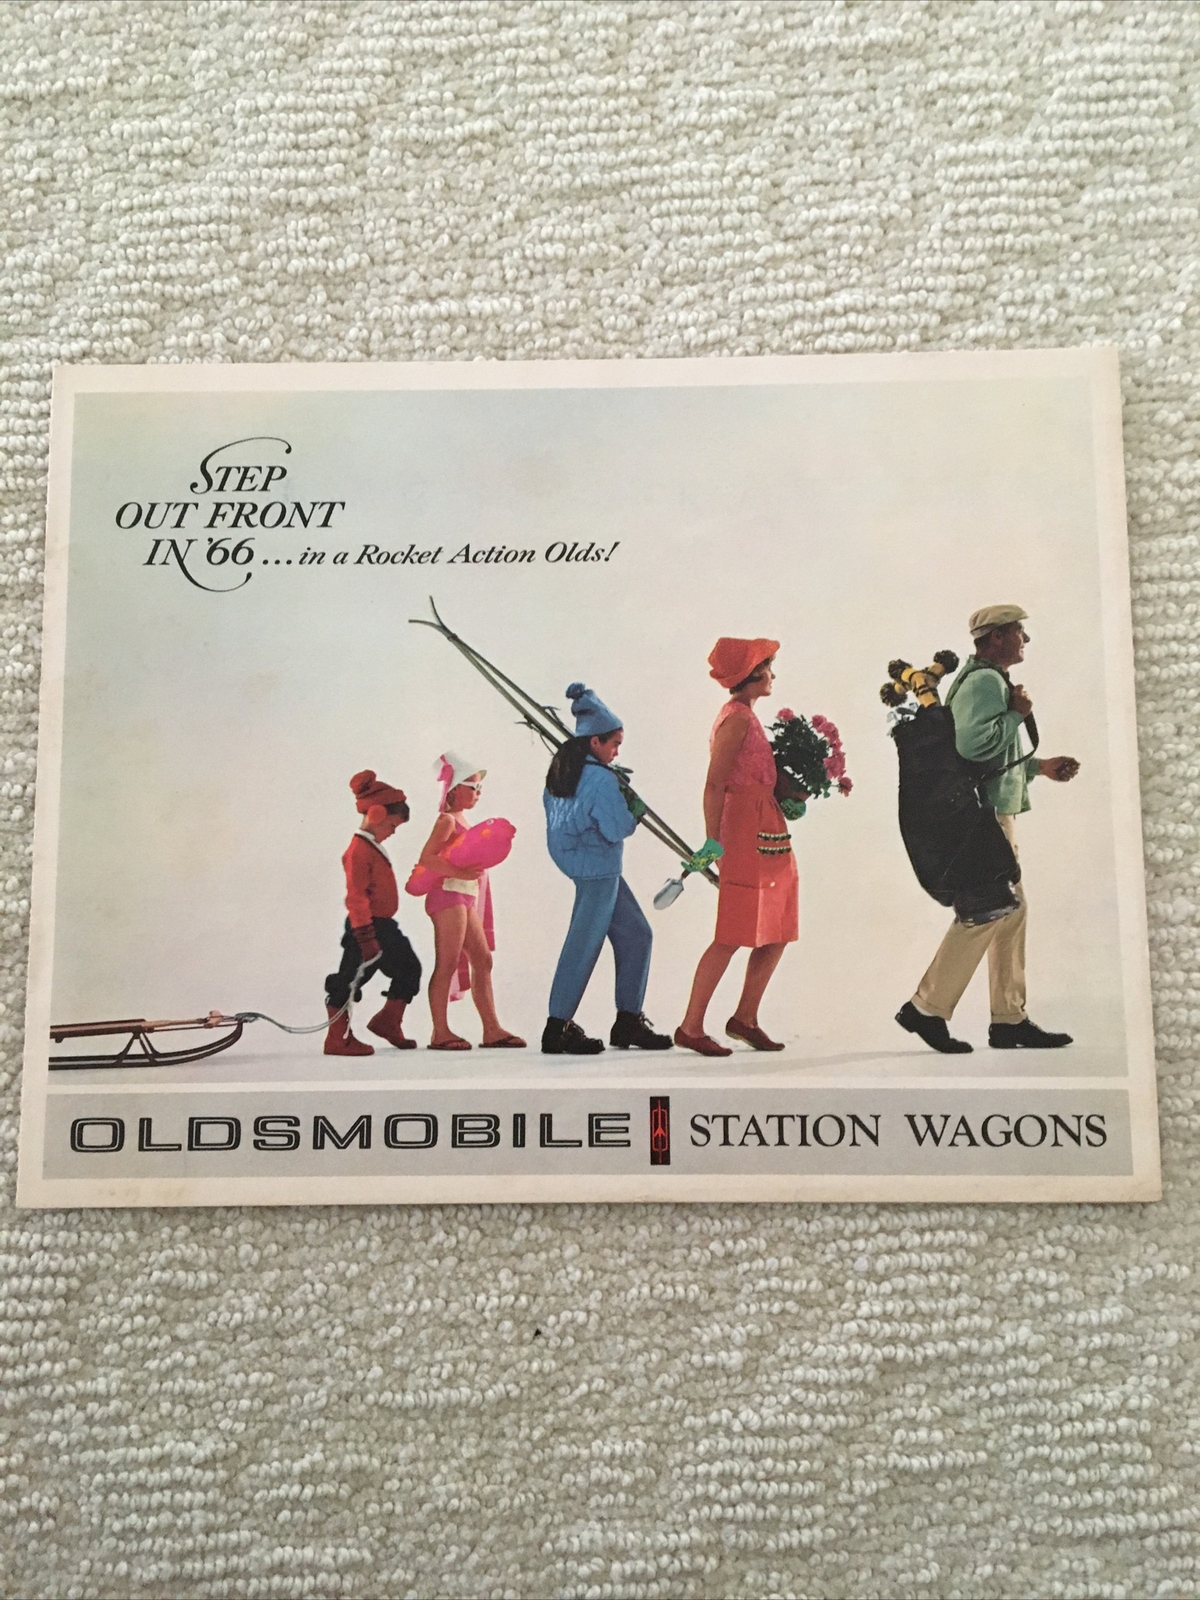 STEP
OUT FRONT
IN '66...in a Rocket Action Olds!
OLDSMOBILE STATION WAGONS